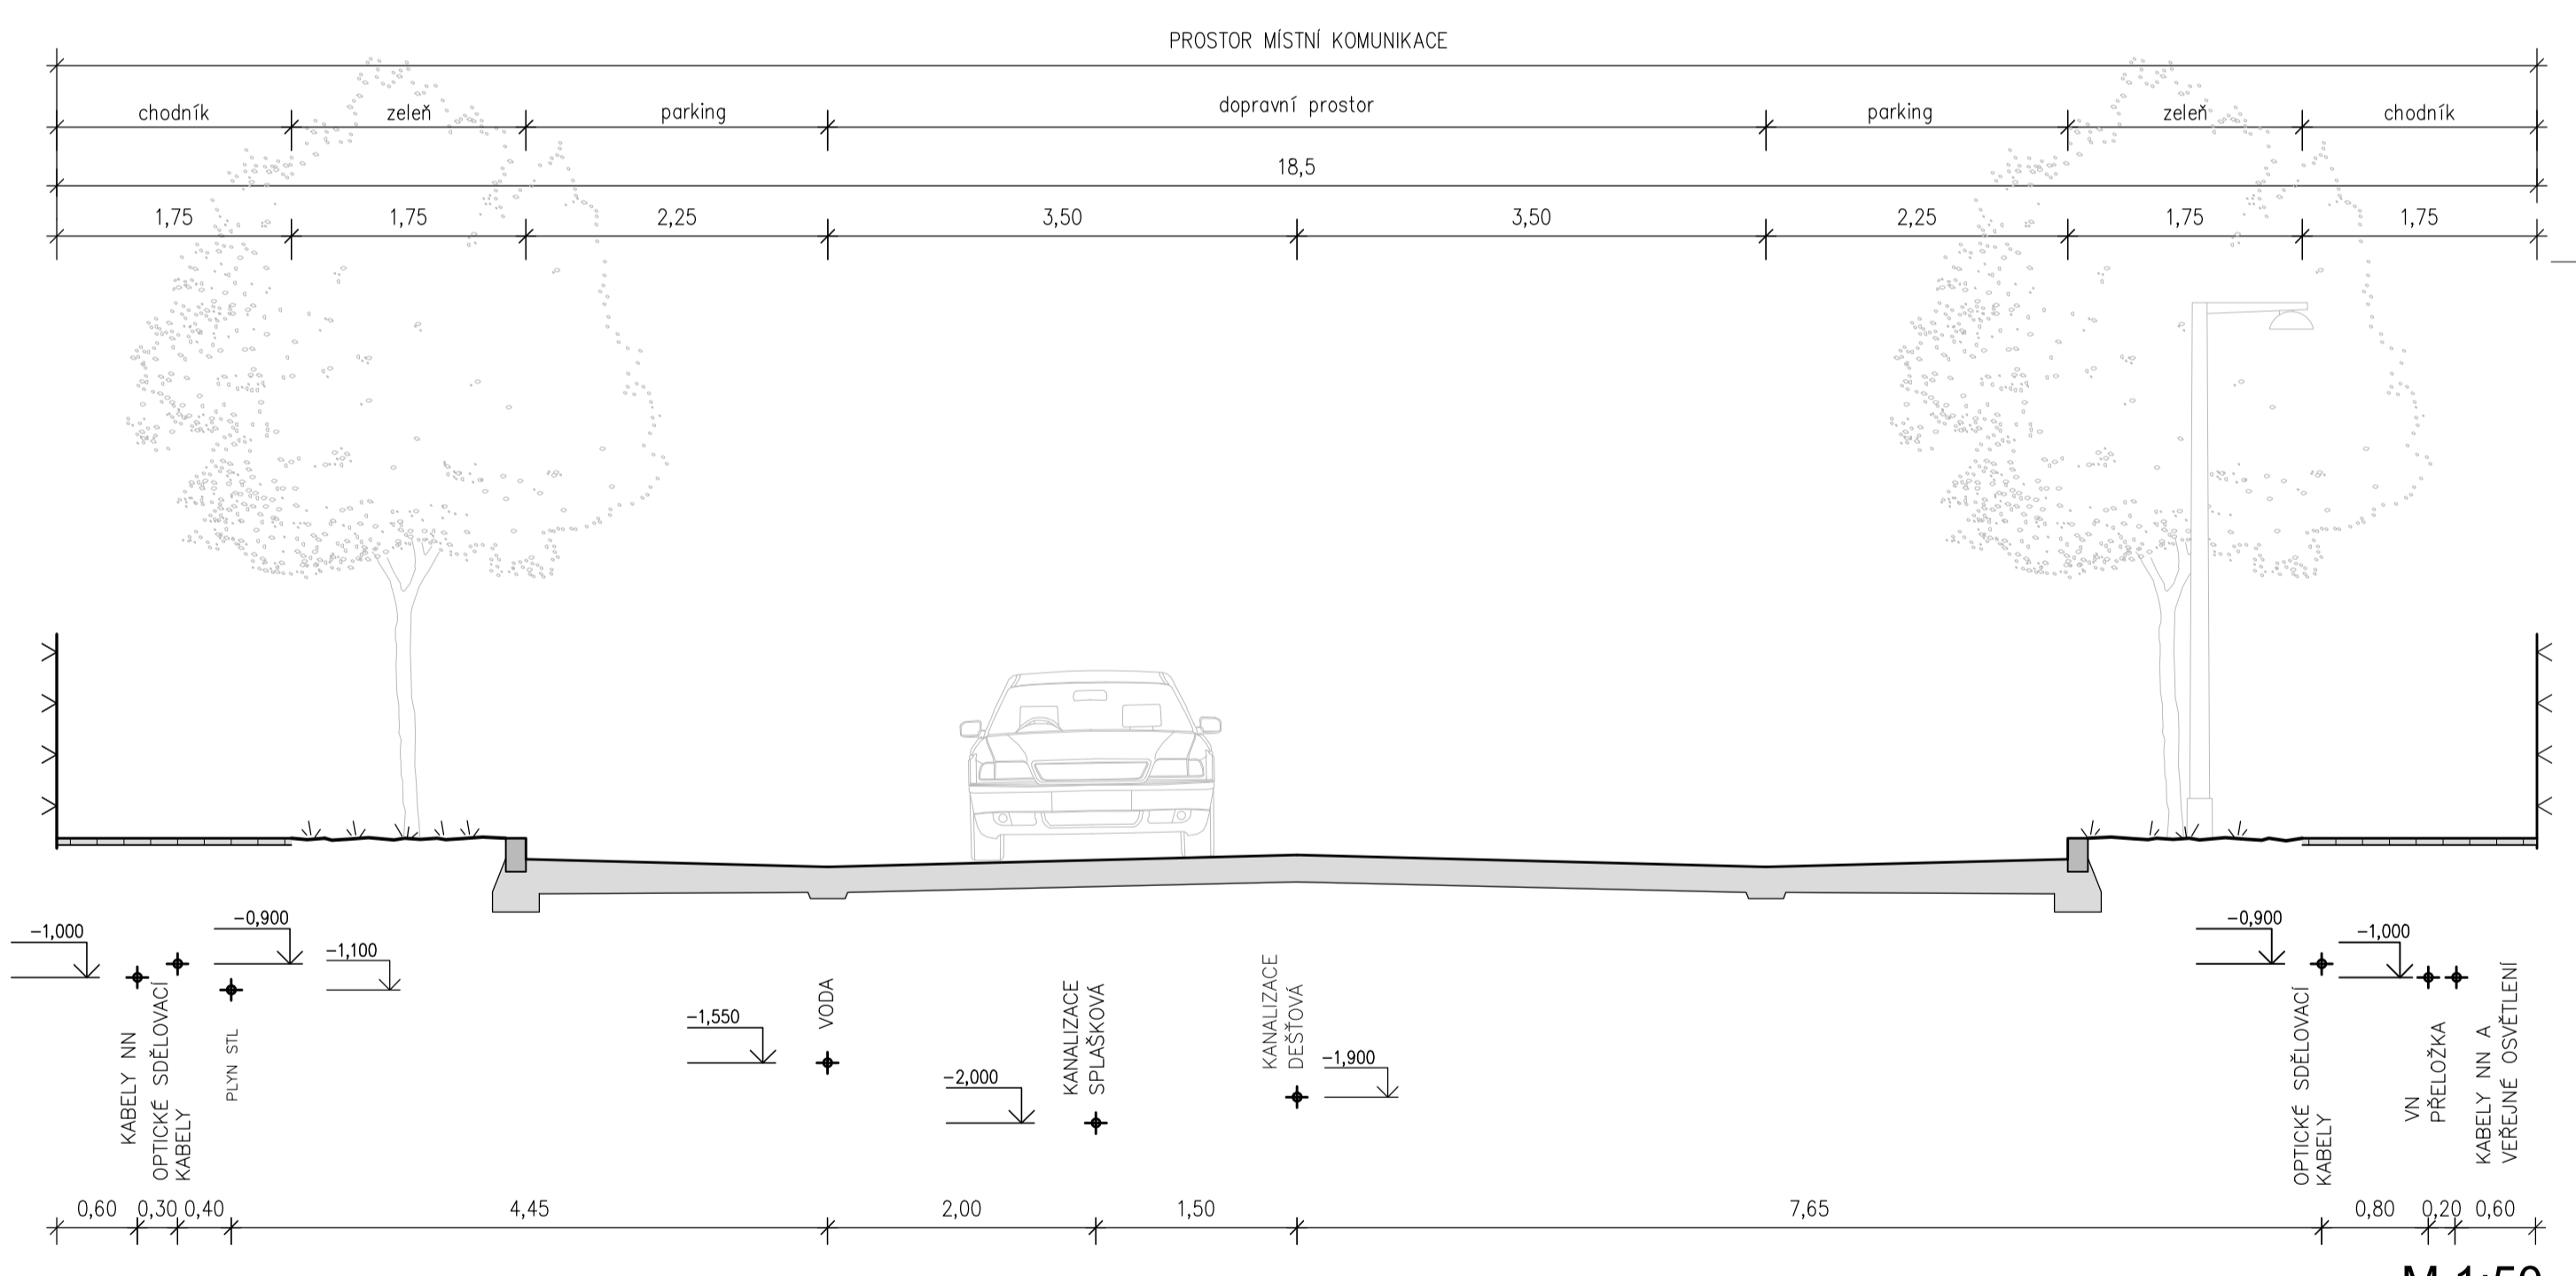 PROSTOR MÍSTNÍ KOMUNIKACE
chodník zeleň parking dopravní prostor parking zeleň chodník
18,5
1,75 1,75 2,25 3,50 3,50 2,25 1,75 1,75
-1,000
-0,900
-1,100
-1,550
-2,000
-1,900
-0,900
-1,000
KABELY NN
OPTICKÉ SDĚLOVACÍ
KABELY
PLYN STL
VODA
KANALIZACE
SPLAŠKOVÁ
KANALIZACE
DEŠŤOVÁ
OPTICKÉ SDĚLOVACÍ
KABELY
VN
PŘELOŽKA
KABELY NN A
VEŘEJNÉ OSVĚTLENÍ
0,60 0,30 0,40 4,45 2,00 1,50 7,65 0,80 0,20 0,60